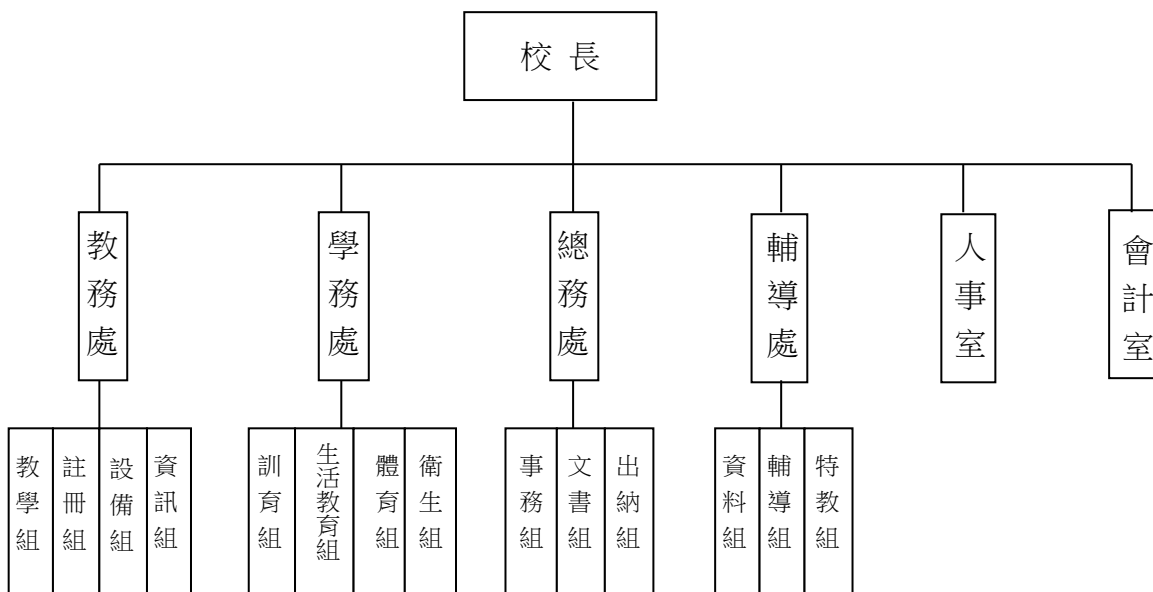 校長
教務處
學務處
總務處
輔導處
人事室
會計室
教學組
註冊組
設備組
資訊組
訓育組
生活教育組
體育組
衛生組
事務組
文書組
出納組
資料組
輔導組
特教組